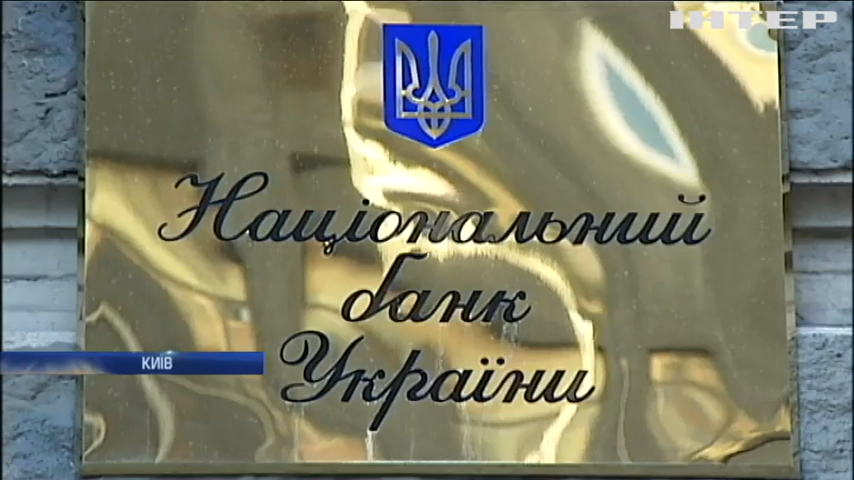 ІНТЕР
Національний
банк
України
КИЇВ